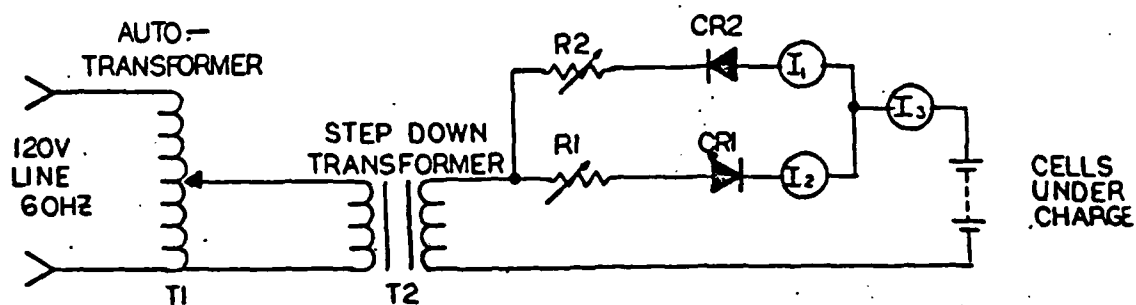 AUTO-
TRANSFORMER
120V
LINE
60HZ
T1
STEP DOWN
TRANSFORMER
T2
R2
CR2
I1
R1
CR1
I2
I3
CELLS
UNDER
CHARGE